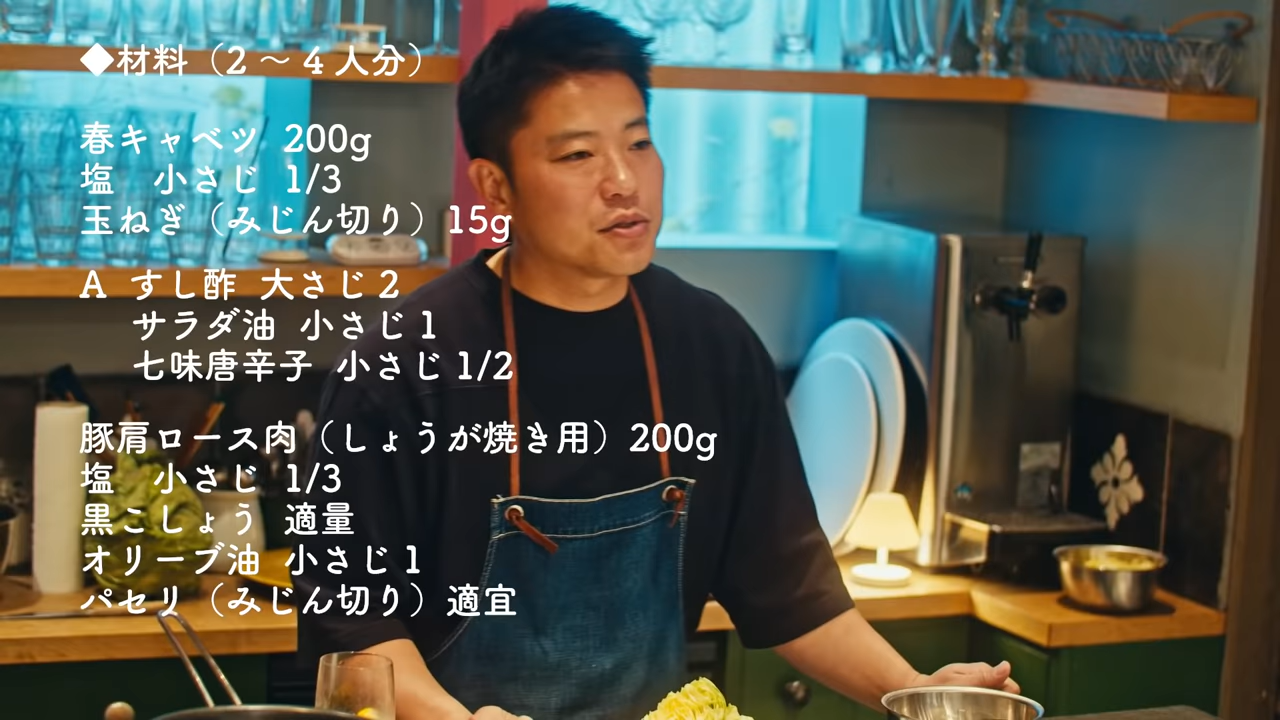 ◆材料（2～4人分）
春キャベツ 200g
塩　小さじ 1/3
玉ねぎ（みじん切り）15g
A すし酢 大さじ2
サラダ油 小さじ1
七味唐辛子 小さじ1/2
豚肩ロース肉（しょうが焼き用）200g
塩　小さじ 1/3
黒こしょう 適量
オリーブ油 小さじ1
パセリ（みじん切り）適宜